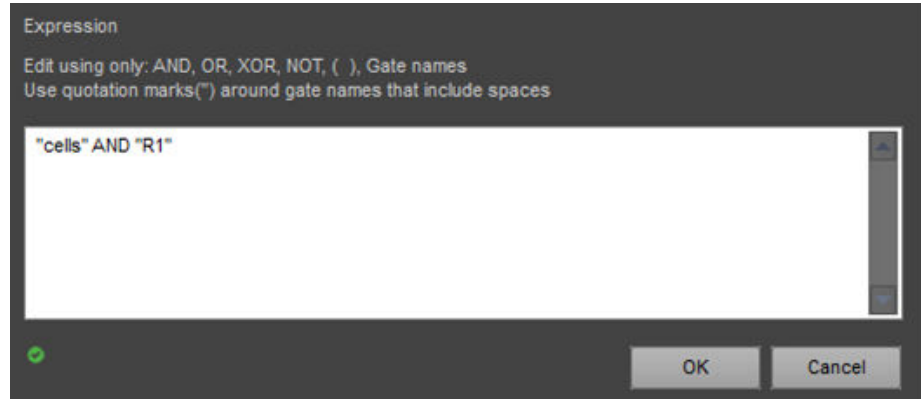 Expression
Edit using only: AND, OR, XOR, NOT, ( ), Gate names
Use quotation marks(") around gate names that include spaces
"cells" AND "R1"
OK
Cancel